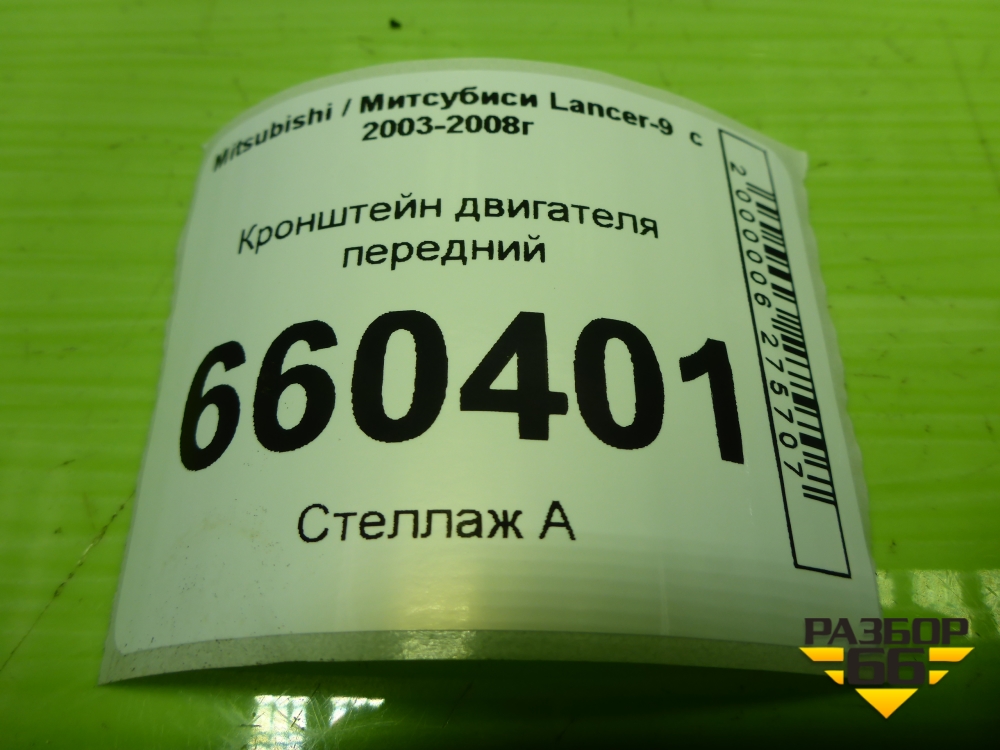 Mitsubishi / Митсубиси Lancer-9 с
2003-2008г
Кронштейн двигателя
передний
660401
Стеллаж А
2000006275707
РАЗБОР
66